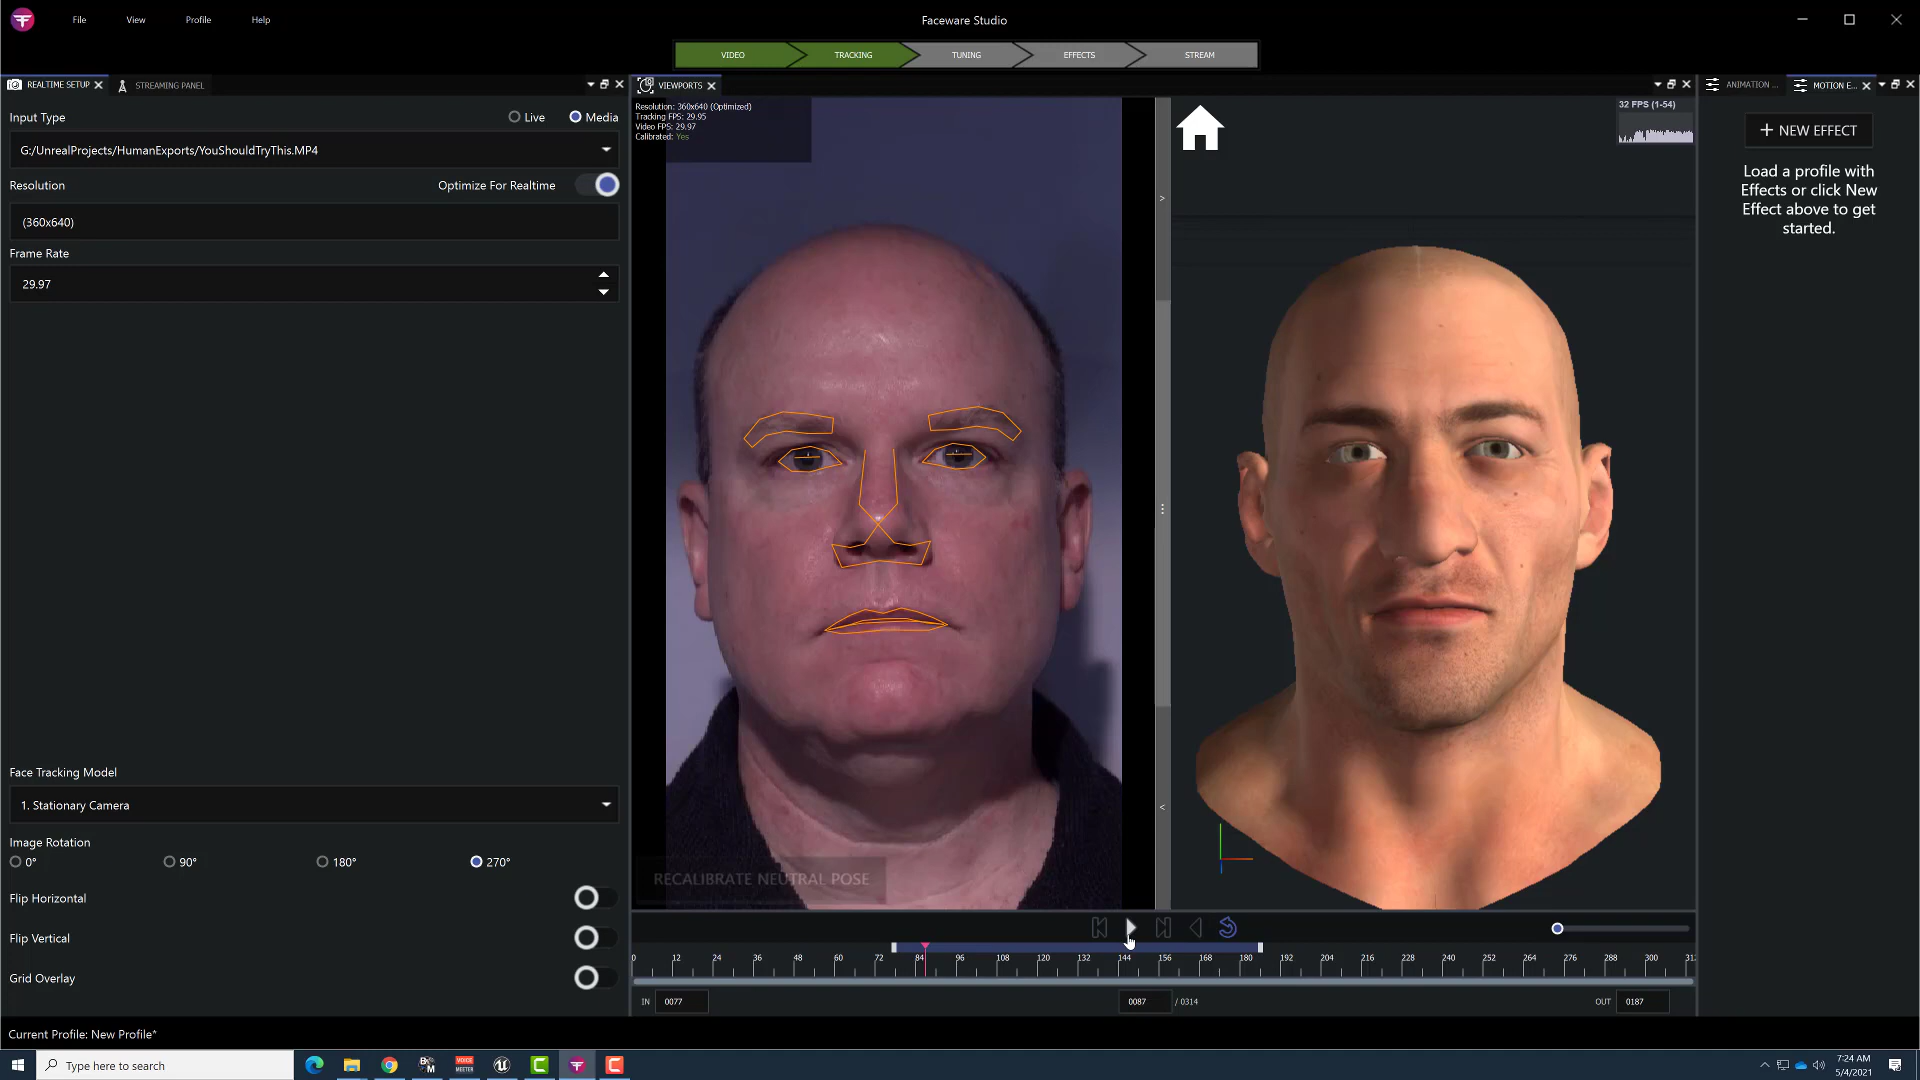 File
View
Profile
Help
Faceware Studio
VIDEO
TRACKING
TUNING
EFFECTS
STREAM
REALTIME SETUP
STREAMING PANEL
VIEWPORTS
ANIMATION ...
MOTION E...
Input Type
Live
Media
G:/UnrealProjects/HumanExports/YouShouldTryThis.MP4
Resolution
Optimize For Realtime
(360x640)
Frame Rate
29.97
Resolution: 360x640 (Optimized)
Tracking FPS: 29.95
Video FPS: 29.97
Calibrated: Yes
32 FPS (1-54)
+ NEW EFFECT
Load a profile with
Effects or click New
Effect above to get
started.
Face Tracking Model
1. Stationary Camera
Image Rotation
0°
90°
180°
270°
Flip Horizontal
Flip Vertical
Grid Overlay
RECALIBRATE NEUTRAL POSE
0 12 24 36 48 60 72 84 96 108 120 132 144 156 168 180 192 204 216 228 240 252 264 276 288 300 31
IN 0077
0087 / 0314
OUT 0187
Current Profile: New Profile*
Type here to search
VOICE
MEETER
7:24 AM
5/4/2021